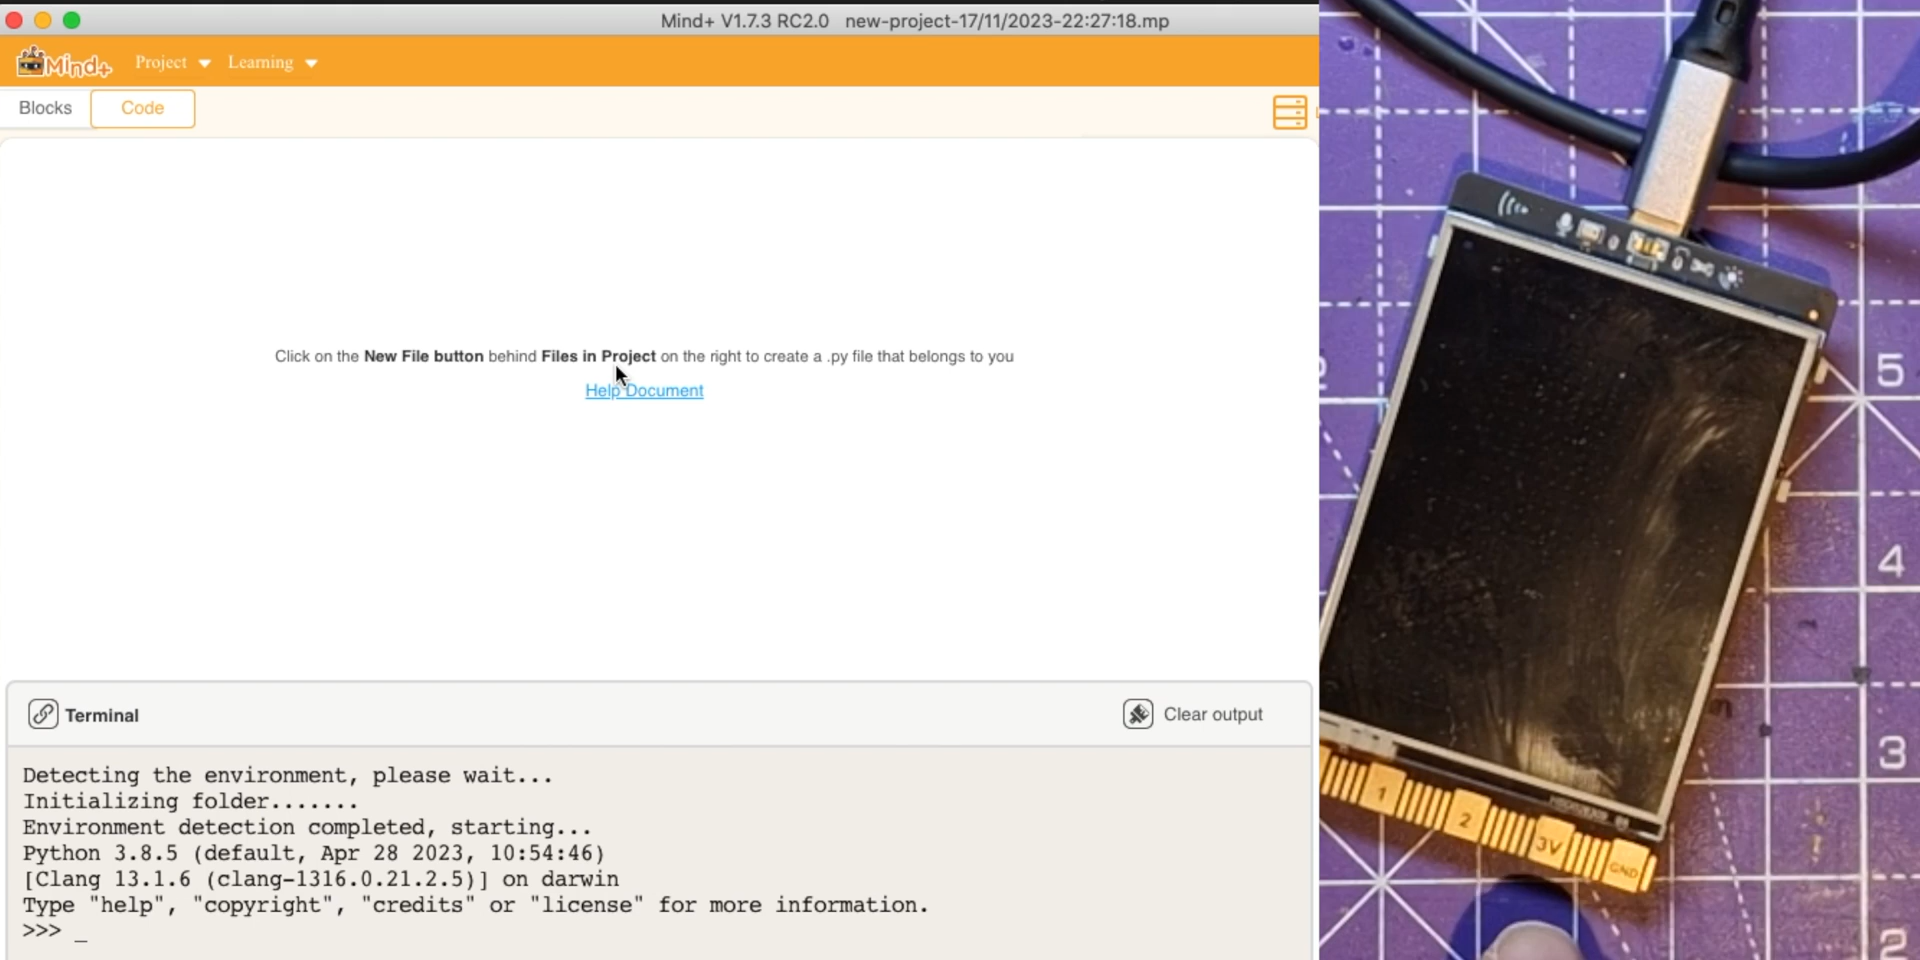 Mind+ V1.7.3 RC2.0 new-project-17/11/2023-22:27:18.mp
Mind+ Project Learning
Blocks Code
Click on the New File button behind Files in Project on the right to create a .py file that belongs to you
Help Document
Terminal Clear output
Detecting the environment, please wait...
Initializing folder.......
Environment detection completed, starting...
Python 3.8.5 (default, Apr 28 2023, 10:54:46)
[Clang 13.1.6 (clang-1316.0.21.2.5)] on darwin
Type "help", "copyright", "credits" or "license" for more information.
>>> _
5
4
3
2
1 2 3V GND